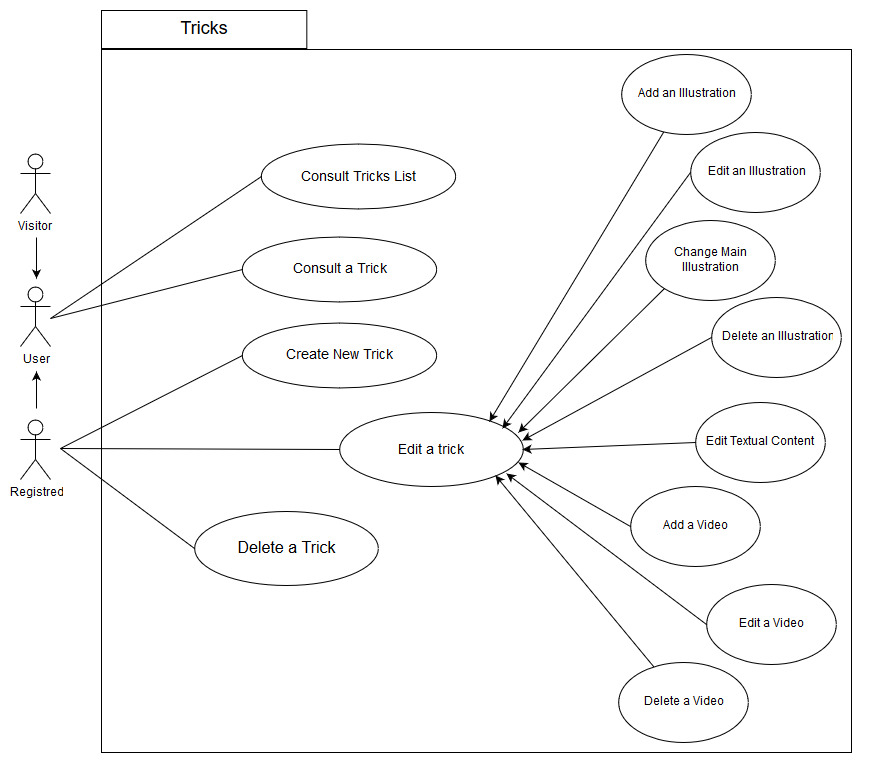 Tricks
Add an Illustration
Edit an Illustration
Consult Tricks List
Visitor
Change Main
Illustration
Consult a Trick
User
Create New Trick
Delete an Illustration
Edit a trick
Edit Textual Content
Registred
Add a Video
Delete a Trick
Edit a Video
Delete a Video